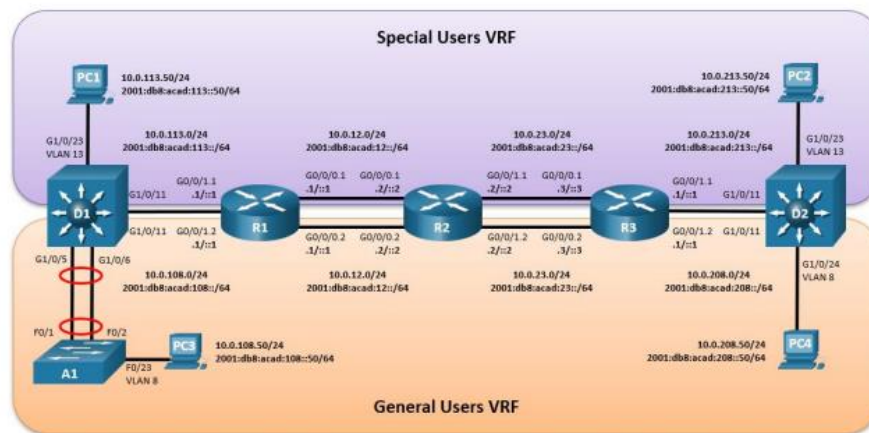 Special Users VRF
PC1
10.0.113.50/24
2001:db8:acad:113::50/64
10.0.213.50/24
2001:db8:acad:213::50/64
PC2
G1/0/23
VLAN 13
10.0.113.0/24
2001:db8:acad:113::/64
10.0.12.0/24
2001:db8:acad:12::/64
10.0.23.0/24
2001:db8:acad:23::/64
10.0.213.0/24
2001:db8:acad:213::/64
G1/0/23
VLAN 13
G1/0/11
G0/0/1.1
.1/::1
G0/0/0.1
.1/::1
G0/0/0.1
.2/::2
G0/0/1.1
.2/::2
G0/0/0.1
.3/::3
G0/0/1.1
.1/::1
G1/0/11
D1
R1
R2
R3
D2
G1/0/11
G0/0/1.2
.1/::1
G0/0/0.2
.1/::1
G0/0/0.2
.2/::2
G0/0/1.2
.2/::2
G0/0/0.2
.3/::3
G0/0/1.2
.1/::1
G1/0/11
G1/0/5
G1/0/6
10.0.108.0/24
2001:db8:acad:108::/64
10.0.12.0/24
2001:db8:acad:12::/64
10.0.23.0/24
2001:db8:acad:23::/64
10.0.208.0/24
2001:db8:acad:208::/64
G1/0/24
VLAN 8
F0/1
F0/2
PC3
10.0.108.50/24
2001:db8:acad:108::50/64
10.0.208.50/24
2001:db8:acad:208::50/64
PC4
A1
F0/23
VLAN 8
General Users VRF